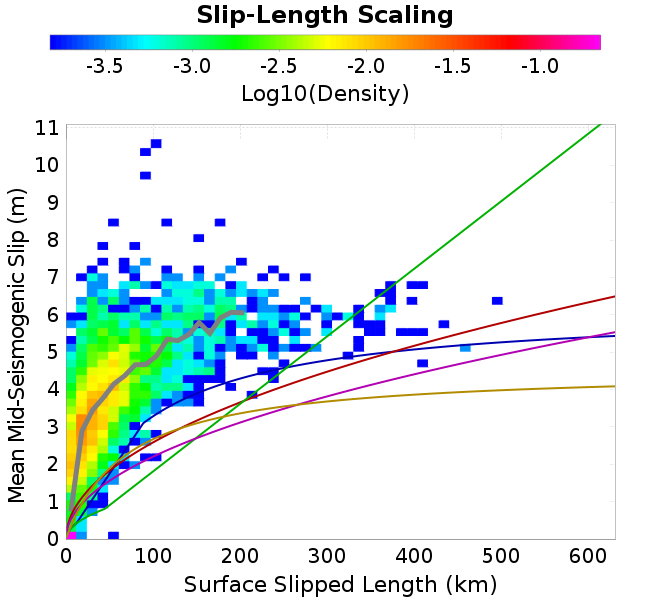 Slip-Length Scaling
-3.5 -3.0 -2.5 -2.0 -1.5 -1.0
Log10(Density)
11
10
9
8
7
6
5
4
3
2
1
0
Mean Mid-Seismogenic Slip (m)
0 100 200 300 400 500 600
Surface Slipped Length (km)